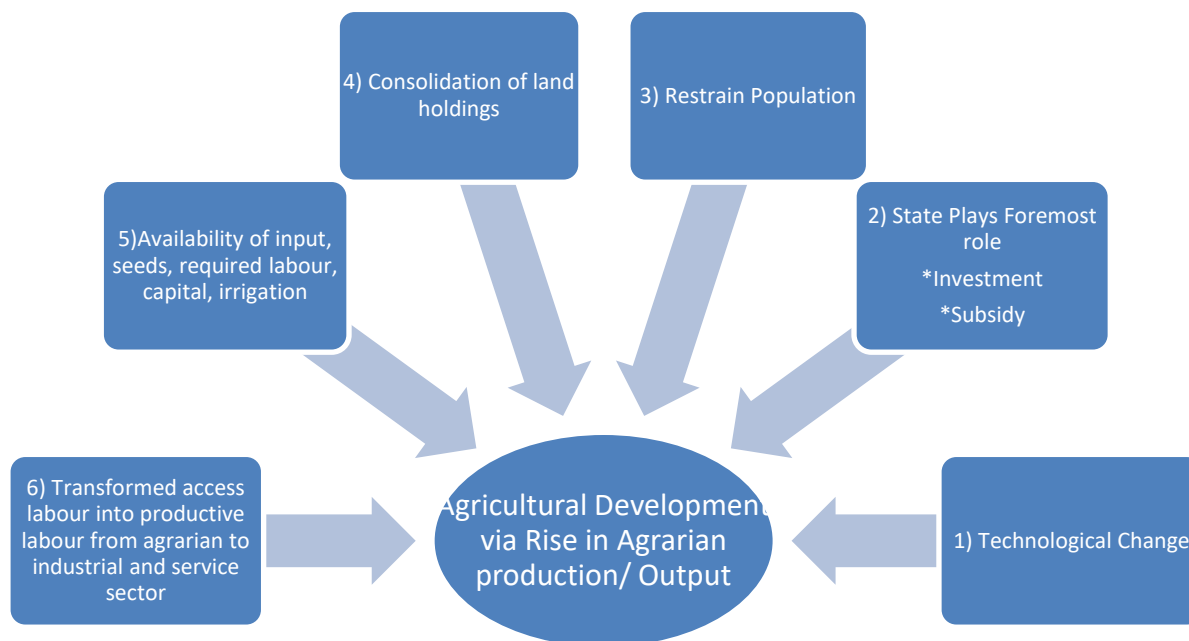 4) Consolidation of land
holdings
3) Restrain Population
5)Availability of input,
seeds, required labour,
capital, irrigation
2) State Plays Foremost
role
*Investment
*Subsidy
6) Transformed access
labour into productive
labour from agrarian to
industrial and service
sector
Agricultural Development
via Rise in Agrarian
production/ Output
1) Technological Change